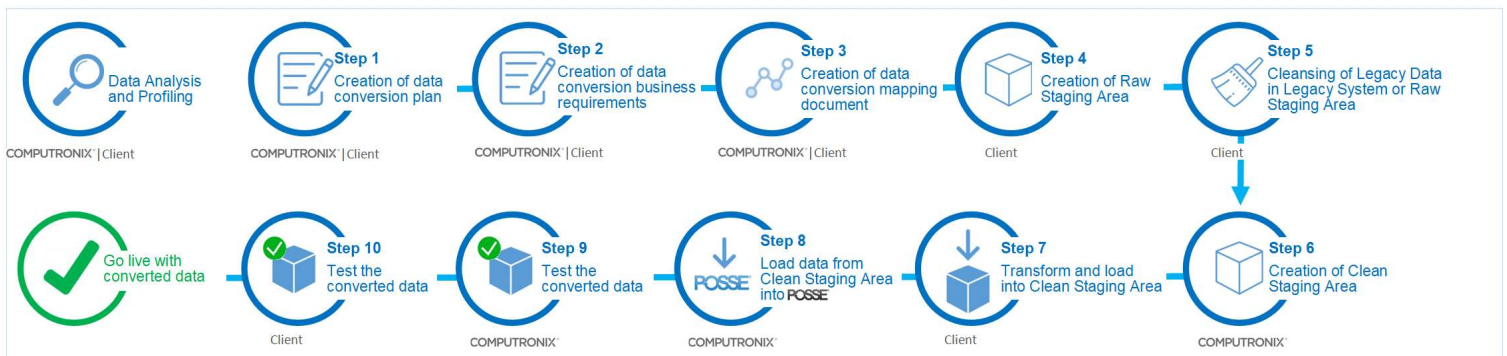 Data Analysis
and Profiling
COMPUTRONIX | Client
Step 1
Creation of data
conversion plan
COMPUTRONIX | Client
Step 2
Creation of data
conversion business
requirements
COMPUTRONIX | Client
Step 3
Creation of data
conversion mapping
document
COMPUTRONIX | Client
Step 4
Creation of Raw
Staging Area
Client
Step 5
Cleansing of Legacy Data
in Legacy System or Raw
Staging Area
Client
Go live with
converted data
Step 10
Test the
converted data
Client
Step 9
Test the
converted data
COMPUTRONIX
POSSE
Step 8
Load data from
Clean Staging Area
into POSSE
COMPUTRONIX
Step 7
Transform and load
into Clean Staging Area
Client
Step 6
Creation of Clean
Staging Area
COMPUTRONIX